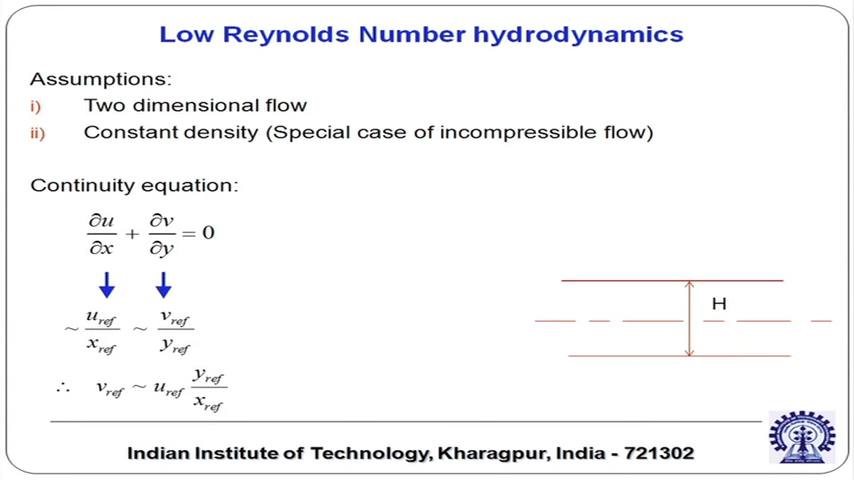 Low Reynolds Number hydrodynamics
Assumptions:
i) Two dimensional flow
ii) Constant density (Special case of incompressible flow)
Continuity equation:
∂u/∂x + ∂v/∂y = 0
~ u_ref/x_ref ~ v_ref/y_ref
H
∴ v_ref ~ u_ref y_ref/x_ref
Indian Institute of Technology, Kharagpur, India - 721302